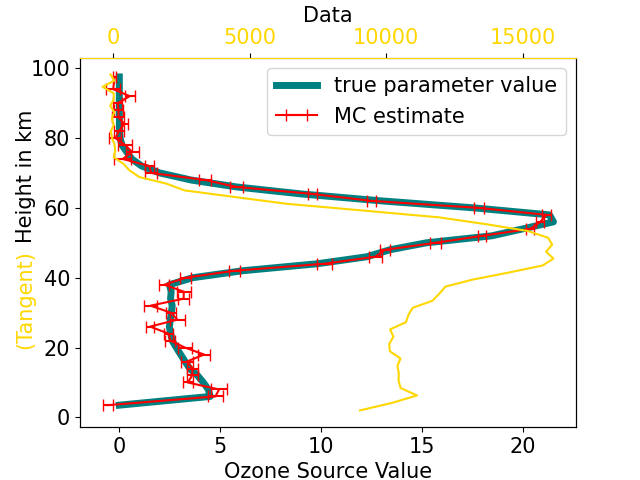 Data
0 5000 10000 15000
true parameter value
MC estimate
100
80
60
40
20
0
(Tangent) Height in km
0 5 10 15 20
Ozone Source Value